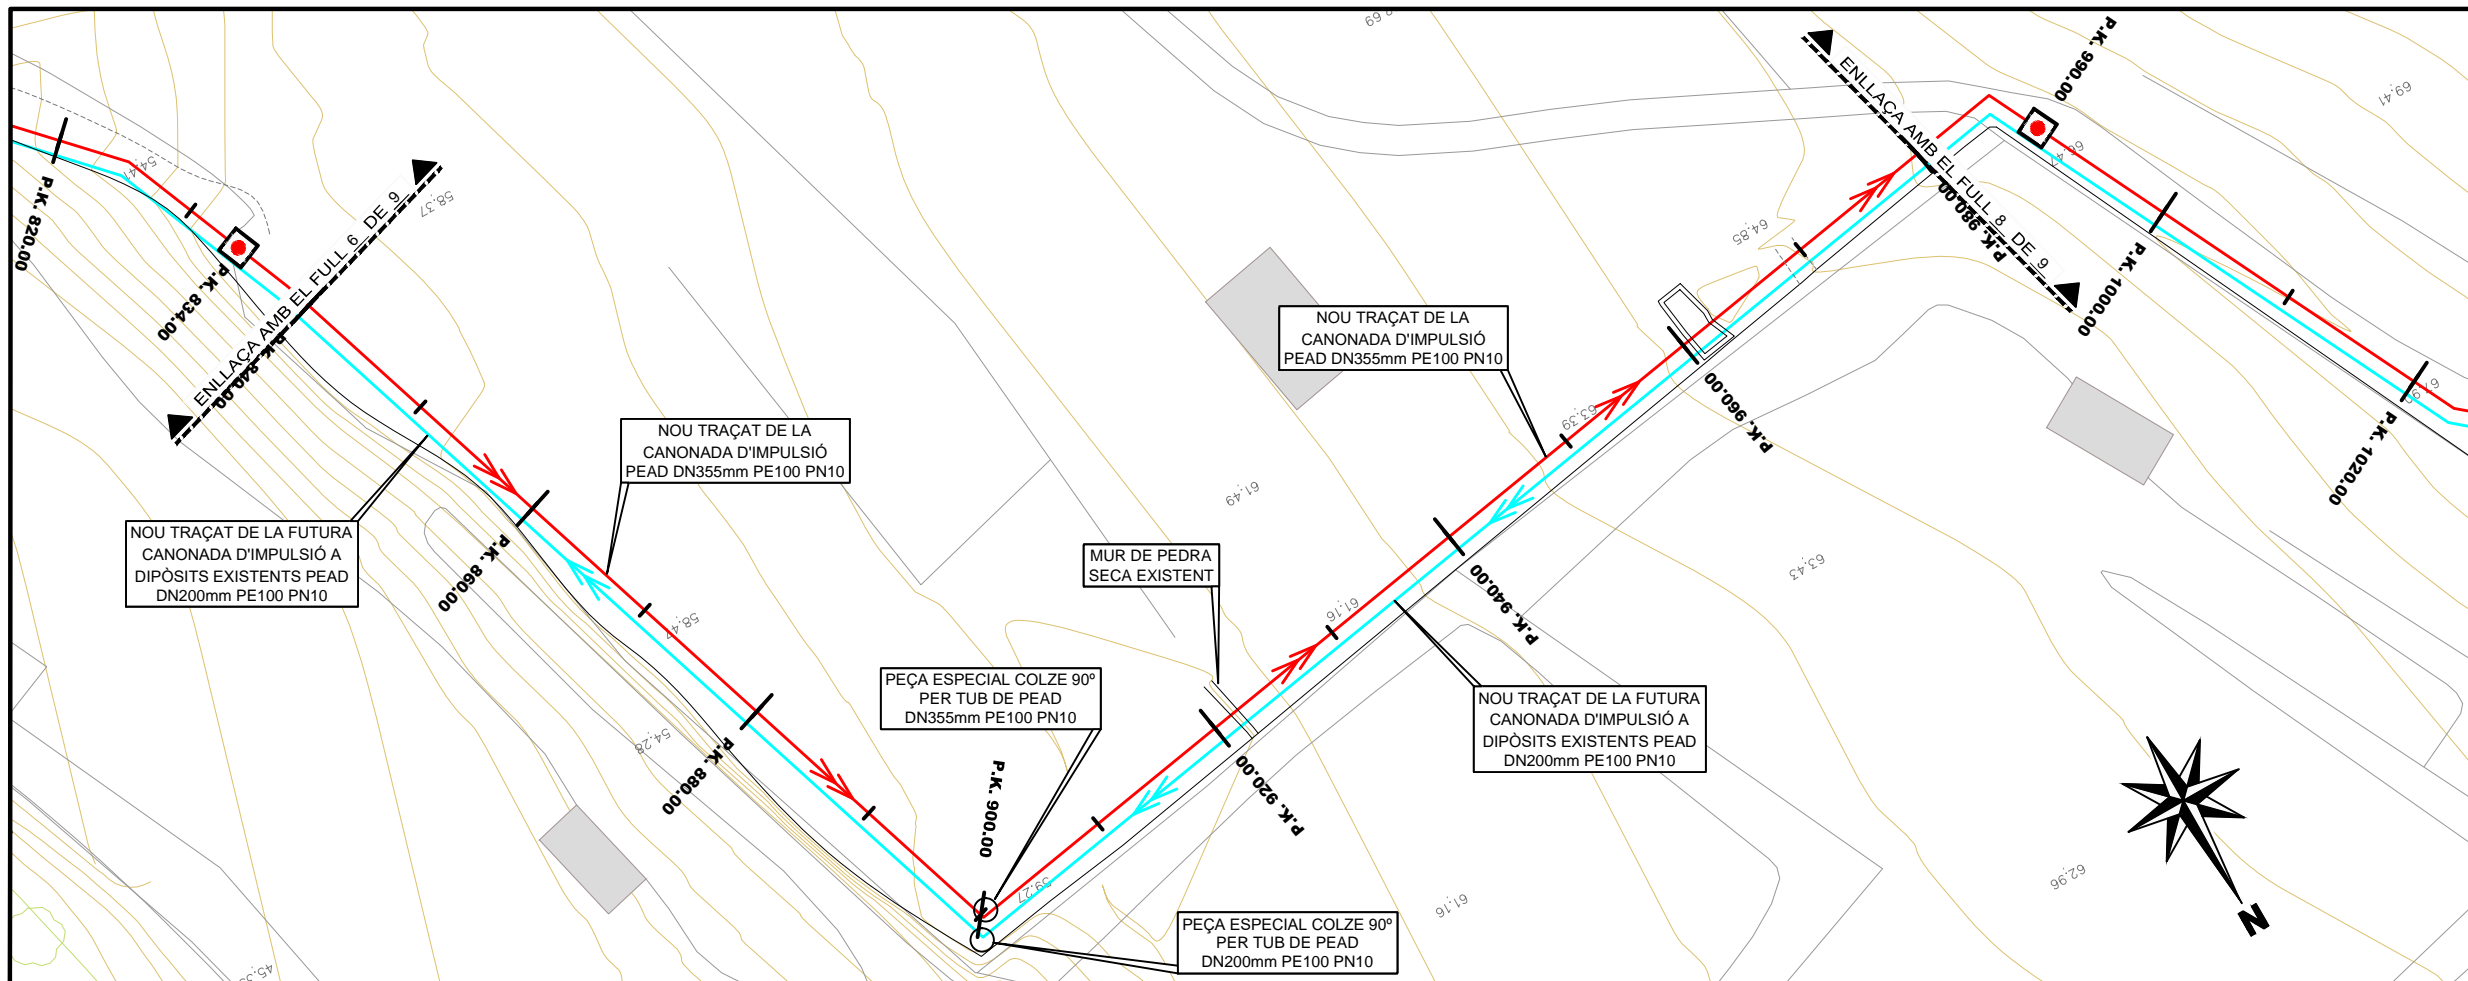 2,69
P.K. 990.00
ENLLAÇA AMB EL FULL 8 DE 9
69,41
66,41
54,41
P.K. 820.00
ENLLAÇA AMB EL FULL 6 DE 9
58,37
P.K. 834.00
P.K. 840.00
64,85
P.K. 980.00
P.K. 1000.00
NOU TRAÇAT DE LA
CANONADA D'IMPULSIÓ
PEAD DN355mm PE100 PN10
P.K. 960.00
67,90
P.K. 1020.00
63,39
NOU TRAÇAT DE LA
CANONADA D'IMPULSIÓ
PEAD DN355mm PE100 PN10
61,49
NOU TRAÇAT DE LA FUTURA
CANONADA D'IMPULSIÓ A
DIPÒSITS EXISTENTS PEAD
DN200mm PE100 PN10
P.K. 860.00
MUR DE PEDRA
SECA EXISTENT
63,43
P.K. 940.00
61,16
58,47
PEÇA ESPECIAL COLZE 90º
PER TUB DE PEAD
DN355mm PE100 PN10
NOU TRAÇAT DE LA FUTURA
CANONADA D'IMPULSIÓ A
DIPÒSITS EXISTENTS PEAD
DN200mm PE100 PN10
54,28
P.K. 880.00
P.K. 900.00
P.K. 920.00
59,27
61,16
62,96
N
PEÇA ESPECIAL COLZE 90º
PER TUB DE PEAD
DN200mm PE100 PN10